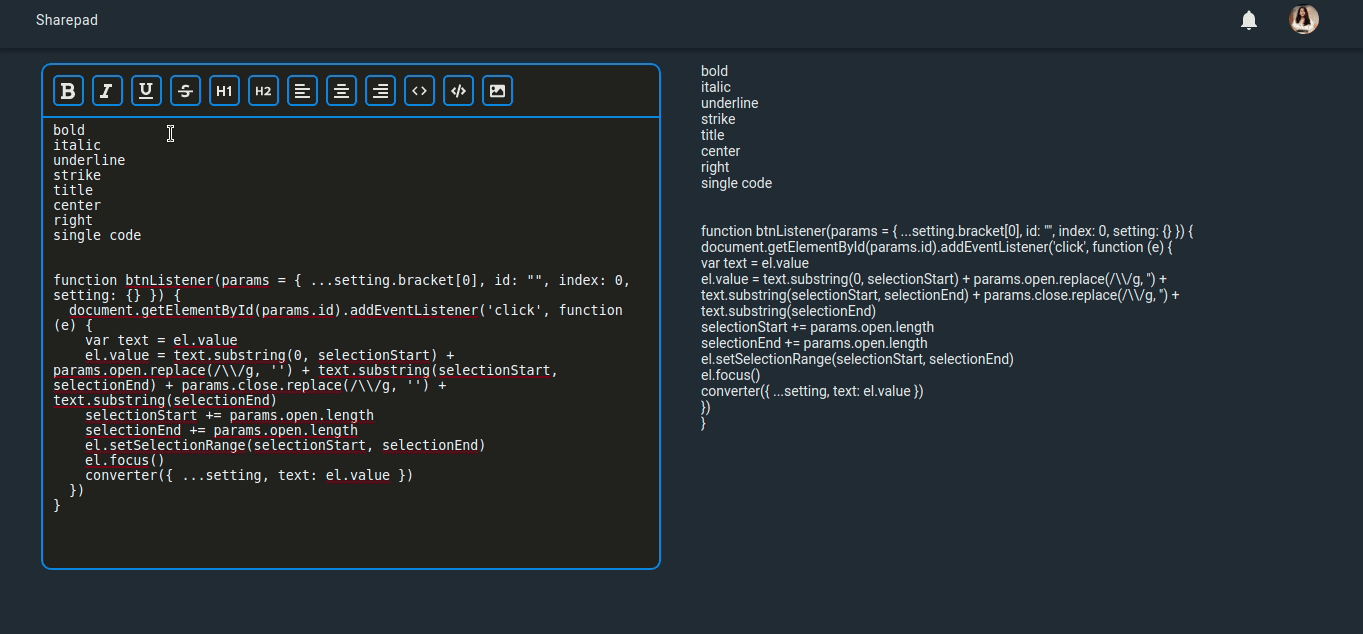 Sharepad
B I U S H1 H2 <> </>
bold
italic
underline
strike
title
center
right
single code
function btnListener(params = { ...setting.bracket[0], id: "", index: 0,
setting: {} }) {
document.getElementById(params.id).addEventListener('click', function
(e) {
var text = el.value
el.value = text.substring(0, selectionStart) +
params.open.replace(/\\/g, '') + text.substring(selectionStart,
selectionEnd) + params.close.replace(/\\/g, '') +
text.substring(selectionEnd)
selectionStart += params.open.length
selectionEnd += params.open.length
el.setSelectionRange(selectionStart, selectionEnd)
el.focus()
converter({ ...setting, text: el.value })
})
}
bold
italic
underline
strike
title
center
right
single code
function btnListener(params = { ...setting.bracket[0], id: "", index: 0, setting: {} }) {
document.getElementById(params.id).addEventListener('click', function (e) {
var text = el.value
el.value = text.substring(0, selectionStart) + params.open.replace(/\\/g, '') +
text.substring(selectionStart, selectionEnd) + params.close.replace(/\\/g, '') +
text.substring(selectionEnd)
selectionStart += params.open.length
selectionEnd += params.open.length
el.setSelectionRange(selectionStart, selectionEnd)
el.focus()
converter({ ...setting, text: el.value })
})
}